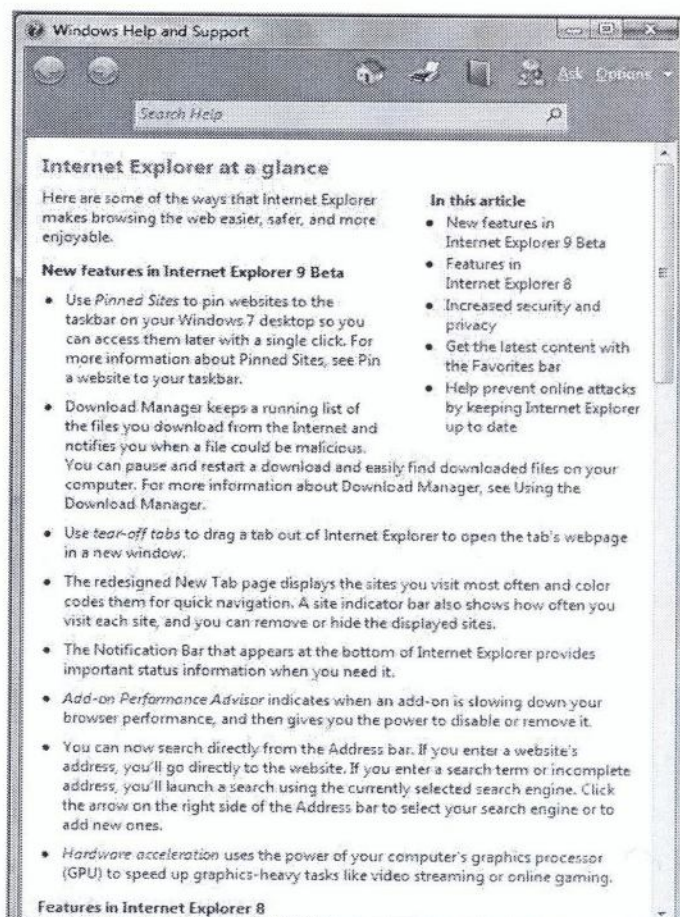 Windows Help and Support
Ask Options
Search Help
Internet Explorer at a glance
Here are some of the ways that Internet Explorer
makes browsing the web easier, safer, and more
enjoyable.
New features in Internet Explorer 9 Beta
• Use Pinned Sites to pin websites to the
taskbar on your Windows 7 desktop so you
can access them later with a single click. For
more information about Pinned Sites, see Pin
a website to your taskbar.
• Download Manager keeps a running list of
the files you download from the Internet and
notifies you when a file could be malicious.
You can pause and restart a download and easily find downloaded files on your
computer. For more information about Download Manager, see Using the
Download Manager.
In this article
• New features in
Internet Explorer 9 Beta
• Features in
Internet Explorer 8
• Increased security and
privacy
• Get the latest content with
the Favorites bar
• Help prevent online attacks
by keeping Internet Explorer
up to date
• Use tear-off tabs to drag a tab out of Internet Explorer to open the tab's webpage
in a new window.
• The redesigned New Tab page displays the sites you visit most often and color
codes them for quick navigation. A site indicator bar also shows how often you
visit each site, and you can remove or hide the displayed sites.
• The Notification Bar that appears at the bottom of Internet Explorer provides
important status information when you need it.
• Add-on Performance Advisor indicates when an add-on is slowing down your
browser performance, and then gives you the power to disable or remove it.
• You can now search directly from the Address bar. If you enter a website's
address, you'll go directly to the website. If you enter a search term or incomplete
address, you'll launch a search using the currently selected search engine. Click
the arrow on the right side of the Address bar to select your search engine or to
add new ones.
• Hardware acceleration uses the power of your computer's graphics processor
(GPU) to speed up graphics-heavy tasks like video streaming or online gaming.
Features in Internet Explorer 8